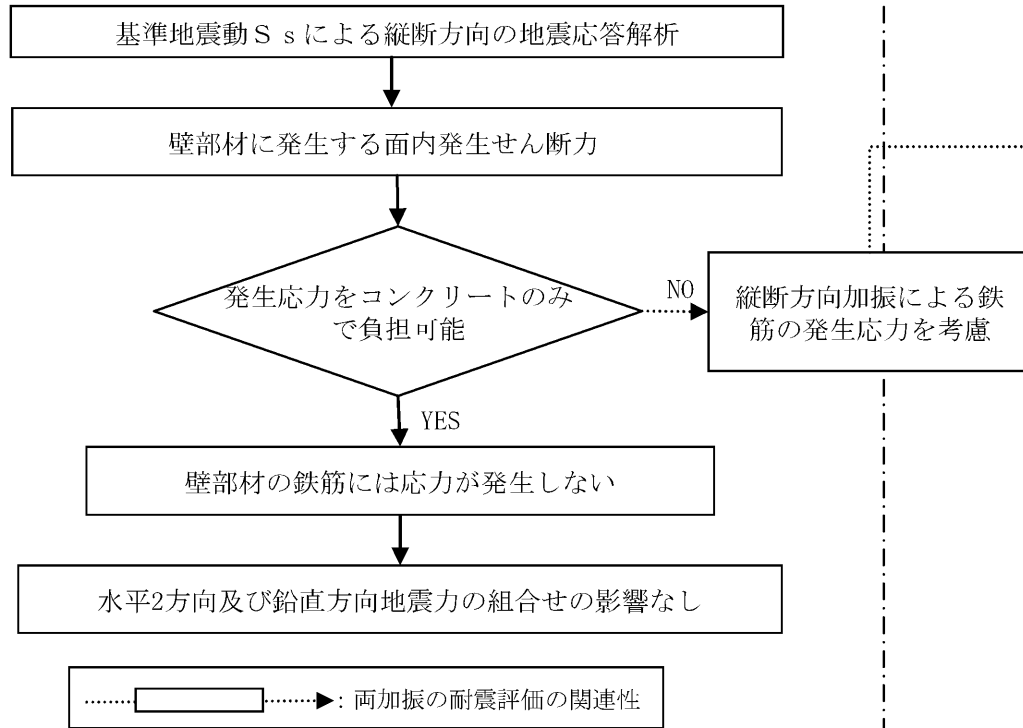 基準地震動Ｓｓによる縦断方向の地震応答解析
壁部材に発生する面内発生せん断力
発生応力をコンクリートのみ
で負担可能
NO
縦断方向加振による鉄
筋の発生応力を考慮
YES
壁部材の鉄筋には応力が発生しない
水平2方向及び鉛直方向地震力の組合せの影響なし
：両加振の耐震評価の関連性